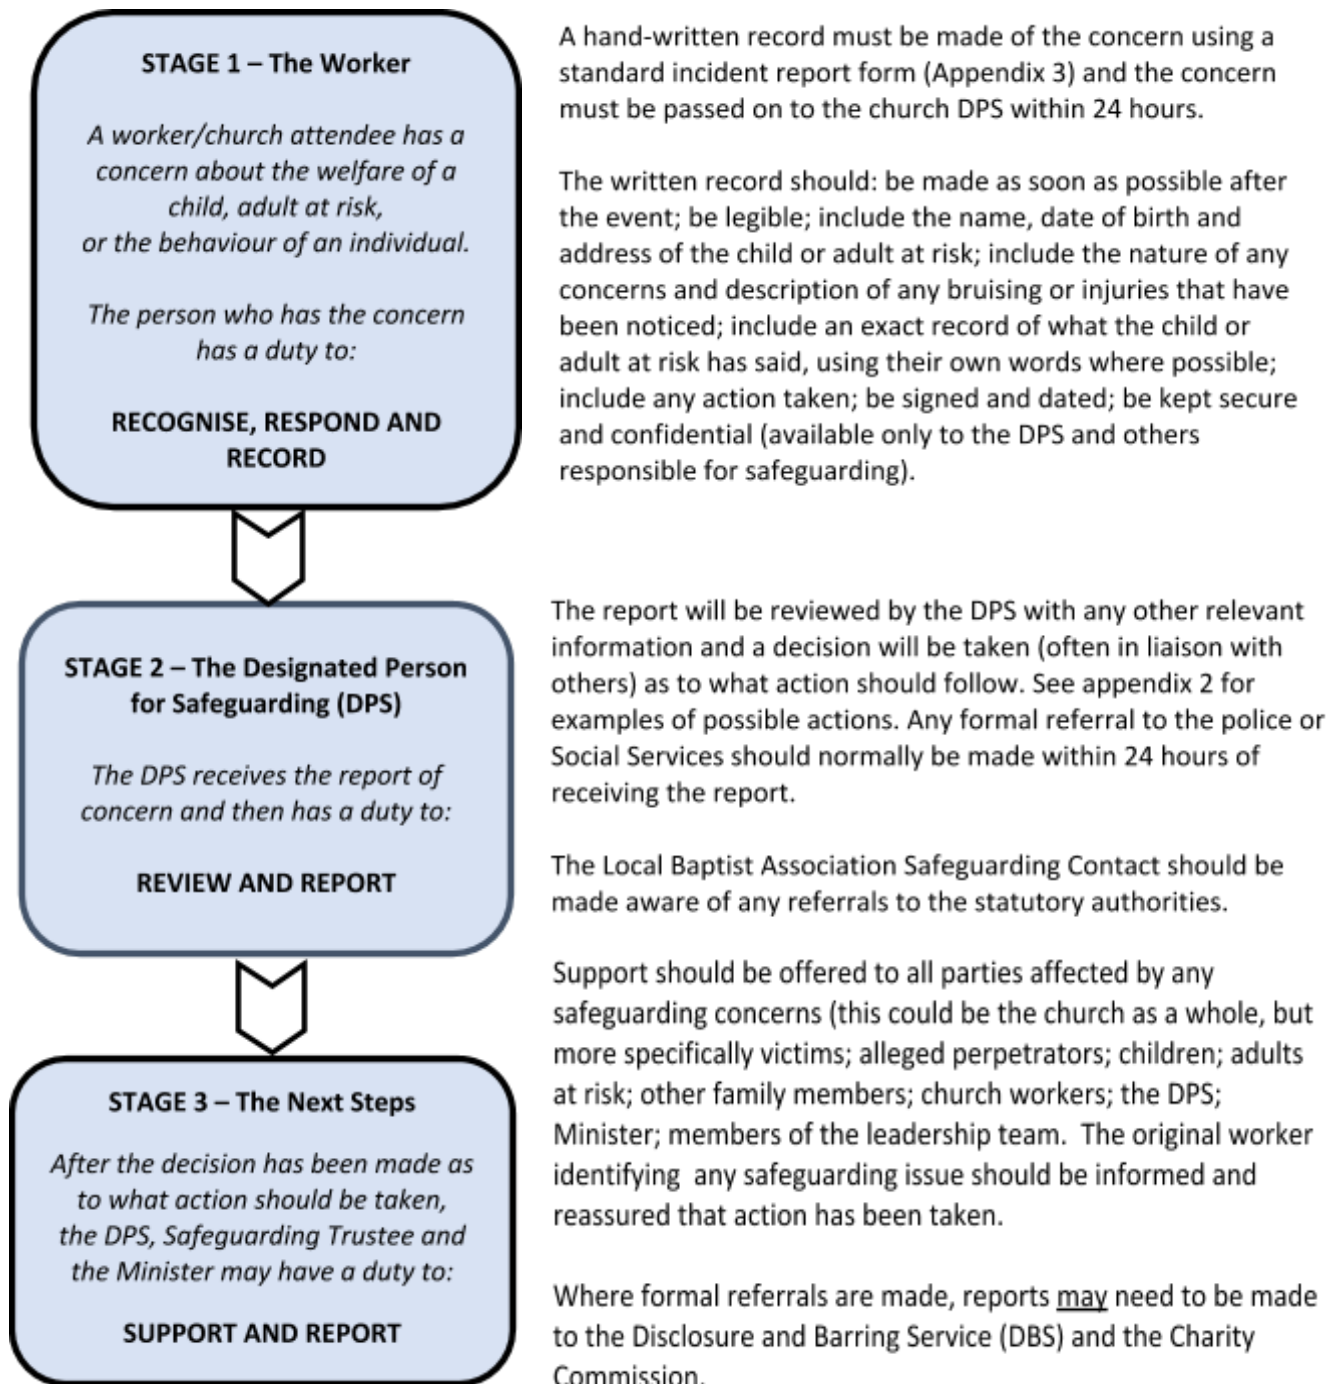 STAGE 1 – The Worker
A worker/church attendee has a
concern about the welfare of a
child, adult at risk,
or the behaviour of an individual.
The person who has the concern
has a duty to:
RECOGNISE, RESPOND AND
RECORD
A hand-written record must be made of the concern using a
standard incident report form (Appendix 3) and the concern
must be passed on to the church DPS within 24 hours.
The written record should: be made as soon as possible after
the event; be legible; include the name, date of birth and
address of the child or adult at risk; include the nature of any
concerns and description of any bruising or injuries that have
been noticed; include an exact record of what the child or
adult at risk has said, using their own words where possible;
include any action taken; be signed and dated; be kept secure
and confidential (available only to the DPS and others
responsible for safeguarding).
STAGE 2 – The Designated Person
for Safeguarding (DPS)
The DPS receives the report of
concern and then has a duty to:
REVIEW AND REPORT
The report will be reviewed by the DPS with any other relevant
information and a decision will be taken (often in liaison with
others) as to what action should follow. See appendix 2 for
examples of possible actions. Any formal referral to the police or
Social Services should normally be made within 24 hours of
receiving the report.
The Local Baptist Association Safeguarding Contact should be
made aware of any referrals to the statutory authorities.
STAGE 3 – The Next Steps
After the decision has been made as
to what action should be taken,
the DPS, Safeguarding Trustee and
the Minister may have a duty to:
SUPPORT AND REPORT
Support should be offered to all parties affected by any
safeguarding concerns (this could be the church as a whole, but
more specifically victims; alleged perpetrators; children; adults
at risk; other family members; church workers; the DPS;
Minister; members of the leadership team.  The original worker
identifying  any safeguarding issue should be informed and
reassured that action has been taken.
Where formal referrals are made, reports may need to be made
to the Disclosure and Barring Service (DBS) and the Charity
Commission.